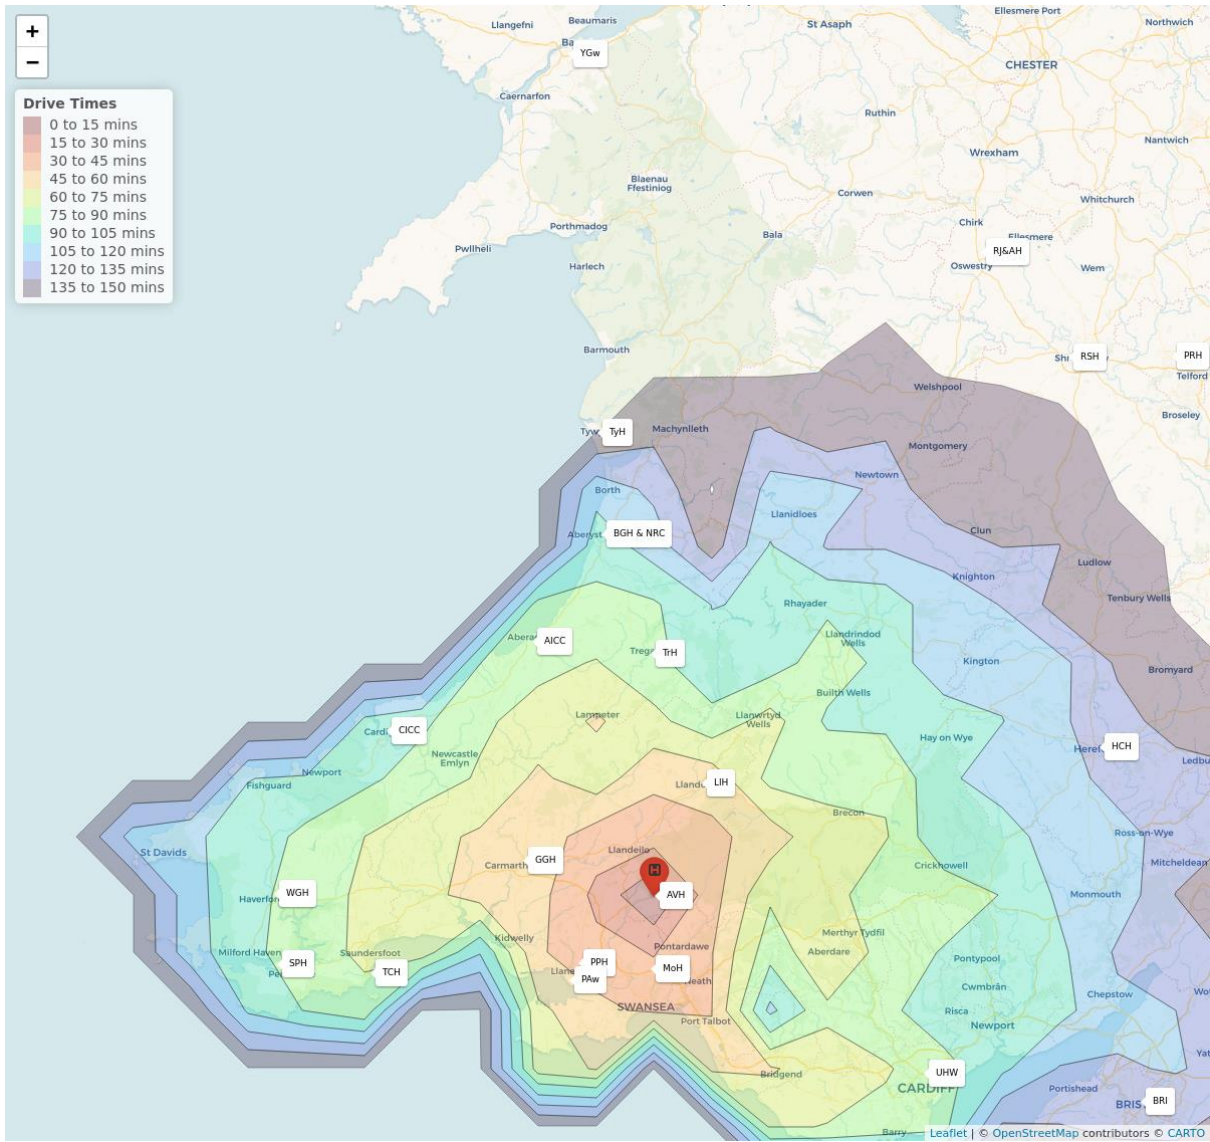 +
−
Drive Times
0 to 15 mins
15 to 30 mins
30 to 45 mins
45 to 60 mins
60 to 75 mins
75 to 90 mins
90 to 105 mins
105 to 120 mins
120 to 135 mins
135 to 150 mins
Llangefni
Beaumaris
YGw
Caernarfon
St Asaph
Ellesmere Port
Northwich
CHESTER
Ruthin
Nantwich
Wrexham
Blaenau
Ffestiniog
Corwen
Whitchurch
Porthmadog
Chirk
Ellesmere
Pwllheli
Bala
RJ&AH
Harlech
Oswestry
Wem
Barmouth
RSH
PRH
Telford
Welshpool
Broseley
TyH
Machynlleth
Montgomery
Newtown
Borth
Llanidloes
BGH & NRC
Clun
Ludlow
Knighton
Tenbury Wells
Rhayader
AICC
TrH
Llandrindod
Wells
Kington
Bromyard
Builth Wells
Lampeter
Llanwrtyd
Wells
CICC
Hay on Wye
HCH
Newcastle
Emlyn
Newport
Fishguard
LIH
Brecon
Ross-on-Wye
St Davids
Llandeilo
GGH
Crickhowell
Mitcheldean
WGH
AVH
Monmouth
Kidwelly
Pontardawe
Merthyr Tydfil
Aberdare
Milford Haven
Saundersfoot
SPH
TCH
PPH
PAw
MoH
Pontypool
Cwmbrân
Chepstow
SWANSEA
Port Talbot
Risca
Newport
Bridgend
UHW
CARDIFF
Portishead
BRI
Barry
Leaflet | © OpenStreetMap contributors © CARTO